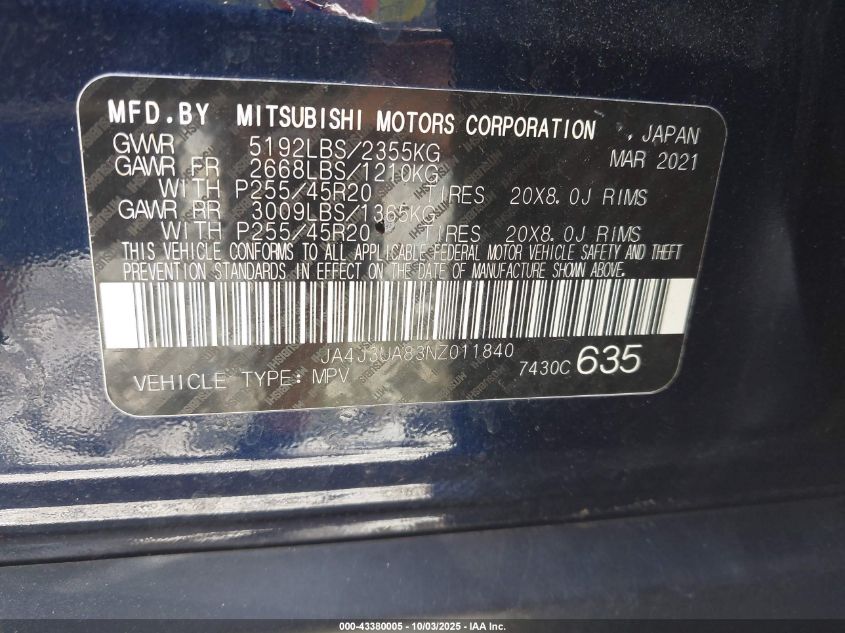 MFD.BY MITSUBISHI MOTORS CORPORATION , JAPAN
GVWR 5192LBS/2355KG MAR 2021
GAWR FR 2668LBS/1210KG
WITH P255/45R20 TIRES 20X8.0J RIMS
GAWR RR 3009LBS/1365KG
WITH P255/45R20 TIRES 20X8.0J RIMS
THIS VEHICLE CONFORMS TO ALL APPLICABLE FEDERAL MOTOR VEHICLE SAFETY AND THEFT
PREVENTION STANDARDS IN EFFECT ON THE DATE OF MANUFACTURE SHOWN ABOVE.
JA4J3UA83NZ011840
VEHICLE TYPE: MPV 7430C 635
000-43380005 - 10/03/2025 - IAA Inc.